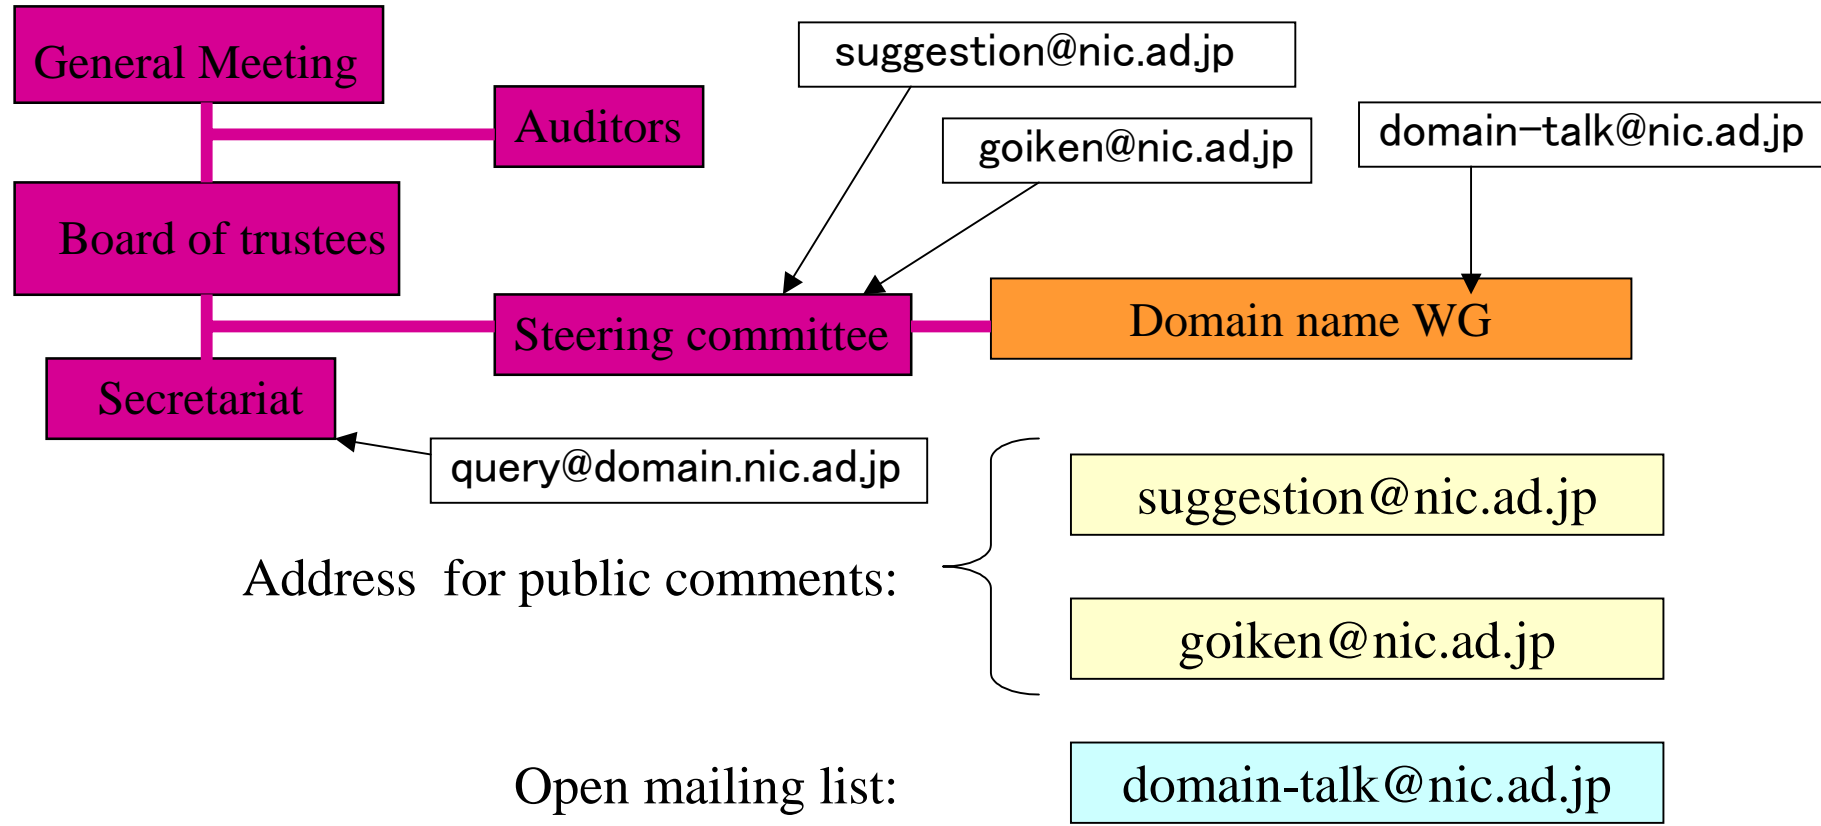 General Meeting
suggestion@nic.ad.jp
Auditors
goiken@nic.ad.jp
domain-talk@nic.ad.jp
Board of trustees
Steering committee
Domain name WG
Secretariat
query@domain.nic.ad.jp
suggestion@nic.ad.jp
Address for public comments:
goiken@nic.ad.jp
Open mailing list:
domain-talk@nic.ad.jp